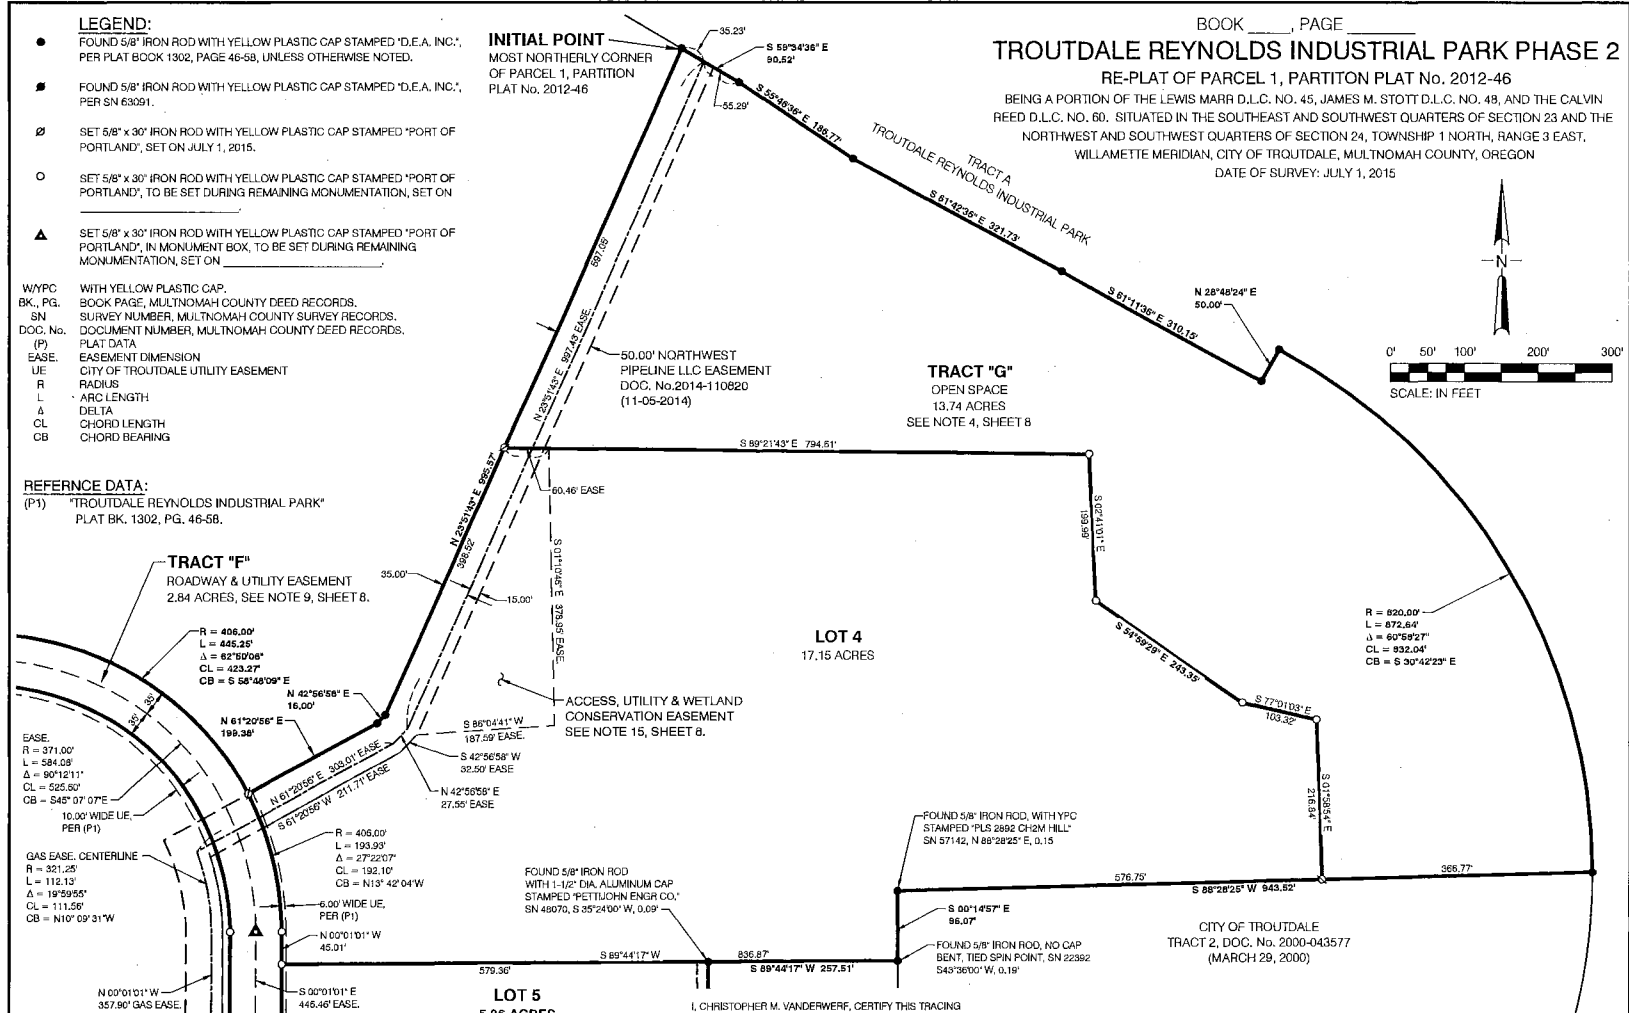 BOOK ____, PAGE ________
TROUTDALE REYNOLDS INDUSTRIAL PARK PHASE 2
RE-PLAT OF PARCEL 1, PARTITON PLAT No. 2012-46
BEING A PORTION OF THE LEWIS MARR D.L.C. NO. 45, JAMES M. STOTT D.L.C. NO. 48, AND THE CALVIN
REED D.L.C. NO. 60. SITUATED IN THE SOUTHEAST AND SOUTHWEST QUARTERS OF SECTION 23 AND THE
NORTHWEST AND SOUTHWEST QUARTERS OF SECTION 24, TOWNSHIP 1 NORTH, RANGE 3 EAST,
WILLAMETTE MERIDIAN, CITY OF TROUTDALE, MULTNOMAH COUNTY, OREGON
DATE OF SURVEY: JULY 1, 2015
LEGEND:
FOUND 5/8" IRON ROD WITH YELLOW PLASTIC CAP STAMPED "D.E.A. INC.",
PER PLAT BOOK 1302, PAGE 46-58, UNLESS OTHERWISE NOTED.
FOUND 5/8" IRON ROD WITH YELLOW PLASTIC CAP STAMPED "D.E.A. INC.",
PER SN 63091.
SET 5/8" x 30" IRON ROD WITH YELLOW PLASTIC CAP STAMPED "PORT OF
PORTLAND", SET ON JULY 1, 2015.
SET 5/8" x 30" IRON ROD WITH YELLOW PLASTIC CAP STAMPED "PORT OF
PORTLAND", TO BE SET DURING REMAINING MONUMENTATION, SET ON
____________________.
SET 5/8" x 30" IRON ROD WITH YELLOW PLASTIC CAP STAMPED "PORT OF
PORTLAND", IN MONUMENT BOX, TO BE SET DURING REMAINING
MONUMENTATION, SET ON ____________________.
W/YPC WITH YELLOW PLASTIC CAP.
BK., PG. BOOK PAGE, MULTNOMAH COUNTY DEED RECORDS.
SN SURVEY NUMBER, MULTNOMAH COUNTY SURVEY RECORDS.
DOC, No. DOCUMENT NUMBER, MULTNOMAH COUNTY DEED RECORDS.
(P) PLAT DATA
EASE. EASEMENT DIMENSION
UE CITY OF TROUTDALE UTILITY EASEMENT
R RADIUS
L ARC LENGTH
Δ DELTA
CL CHORD LENGTH
CB CHORD BEARING
REFERNCE DATA:
(P1) "TROUTDALE REYNOLDS INDUSTRIAL PARK"
PLAT BK. 1302, PG. 46-58.
INITIAL POINT
MOST NORTHERLY CORNER
OF PARCEL 1, PARTITION
PLAT No. 2012-46
35.23'
S 59°34'36" E
90.52'
55.29'
S 55°46'36" E 186.77'
TRACT A
TROUTDALE REYNOLDS INDUSTRIAL PARK
S 61°42'36" E 321.73'
S 61°11'36" E 310.15'
N 28°48'24" E
50.00'
N
0' 50' 100' 200' 300'
SCALE: IN FEET
597.05'
N 23°51'43" E 997.43' EASE.
50.00' NORTHWEST
PIPELINE LLC EASEMENT
DOC. No.2014-110820
(11-05-2014)
TRACT "G"
OPEN SPACE
13.74 ACRES
SEE NOTE 4, SHEET 8
S 89°21'43" E 794.51'
N 23°51'43" E 995.57'
398.52'
60.46' EASE
S 01°10'46" E 378.95' EASE.
S 02°41'01" E
199.99'
35.00'
15.00'
TRACT "F"
ROADWAY & UTILITY EASEMENT
2.84 ACRES, SEE NOTE 9, SHEET 8.
R = 406.00'
L = 445.25'
Δ = 62°50'06"
CL = 423.27'
CB = S 58°48'09" E
N 42°56'58" E
16.00'
N 61°20'56" E
199.38'
35'
35'
LOT 4
17.15 ACRES
S 54°59'29" E 243.35'
S 77°01'03" E
103.32'
S 01°58'54" E
216.84'
R = 820.00'
L = 872.64'
Δ = 60°58'27"
CL = 832.04'
CB = S 30°42'23" E
ACCESS, UTILITY & WETLAND
CONSERVATION EASEMENT
SEE NOTE 15, SHEET 8.
S 86°04'41" W
187.59' EASE.
S 42°56'58" W
32.50' EASE
N 42°56'58" E
27.55' EASE
N 61°20'56" E 303.01' EASE
S 61°20'56" W 211.71' EASE
EASE.
R = 371.00'
L = 584.08'
Δ = 90°12'11"
CL = 525.60'
CB = S45° 07' 07"E
10.00' WIDE UE,
PER (P1)
GAS EASE. CENTERLINE
R = 321.25'
L = 112.13'
Δ = 19°59'55"
CL = 111.56'
CB = N10° 09' 31"W
R = 406.00'
L = 193.93'
Δ = 27°22'07"
CL = 192.10'
CB = N13° 42' 04"W
6.00' WIDE UE,
PER (P1)
N 00°01'01" W
45.01'
N 00°01'01" W
357.90' GAS EASE.
S 00°01'01" E
445.46' EASE.
FOUND 5/8" IRON ROD
WITH 1-1/2" DIA. ALUMINUM CAP
STAMPED "PETTIJOHN ENGR CO,"
SN 48070, S 35°24'00" W, 0.09'
FOUND 5/8" IRON ROD, WITH YPC
STAMPED "PLS 2892 CH2M HILL"
SN 57142, N 88°28'25" E, 0.15
576.75'
S 88°28'25" W 943.52'
366.77'
S 00°14'57" E
96.07'
FOUND 5/8" IRON ROD, NO CAP
BENT, TIED SPIN POINT, SN 22392
S43°36'00" W, 0.19'
CITY OF TROUTDALE
TRACT 2, DOC. No. 2000-043577
(MARCH 29, 2000)
S 89°44'17" W 836.87'
579.36'
S 89°44'17" W 257.51'
LOT 5
I, CHRISTOPHER M. VANDERWERF, CERTIFY THIS TRACING